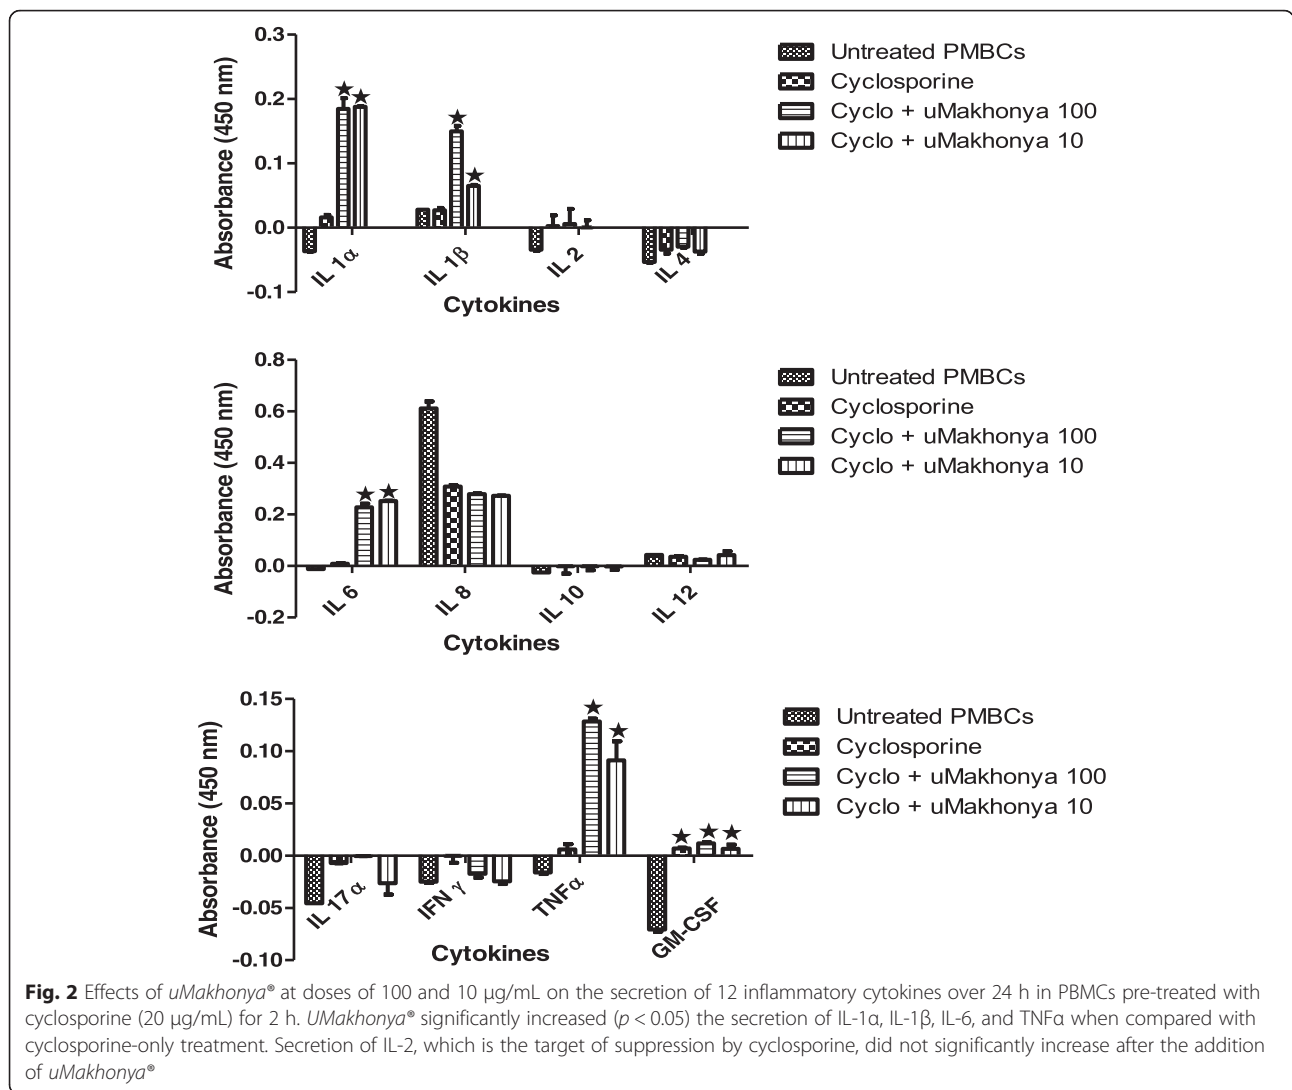 0.3
0.2
0.1
0.0
-0.1
Absorbance (450 nm)
★ ★
★
★
IL 1α
IL 1β
IL 2
IL 4
Cytokines
Untreated PMBCs
Cyclosporine
Cyclo + uMakhonya 100
Cyclo + uMakhonya 10
0.8
0.6
0.4
0.2
0.0
-0.2
Absorbance (450 nm)
★ ★
IL 6
IL 8
IL 10
IL 12
Cytokines
Untreated PMBCs
Cyclosporine
Cyclo + uMakhonya 100
Cyclo + uMakhonya 10
0.15
0.10
0.05
0.00
-0.05
-0.10
Absorbance (450 nm)
★
★
★ ★ ★
IL 17α
IFN γ
TNFα
GM-CSF
Cytokines
Untreated PMBCs
Cyclosporine
Cyclo + uMakhonya 100
Cyclo + uMakhonya 10
Fig. 2 Effects of uMakhonya® at doses of 100 and 10 μg/mL on the secretion of 12 inflammatory cytokines over 24 h in PBMCs pre-treated with
cyclosporine (20 μg/mL) for 2 h. UMakhonya® significantly increased (p < 0.05) the secretion of IL-1α, IL-1β, IL-6, and TNFα when compared with
cyclosporine-only treatment. Secretion of IL-2, which is the target of suppression by cyclosporine, did not significantly increase after the addition
of uMakhonya®